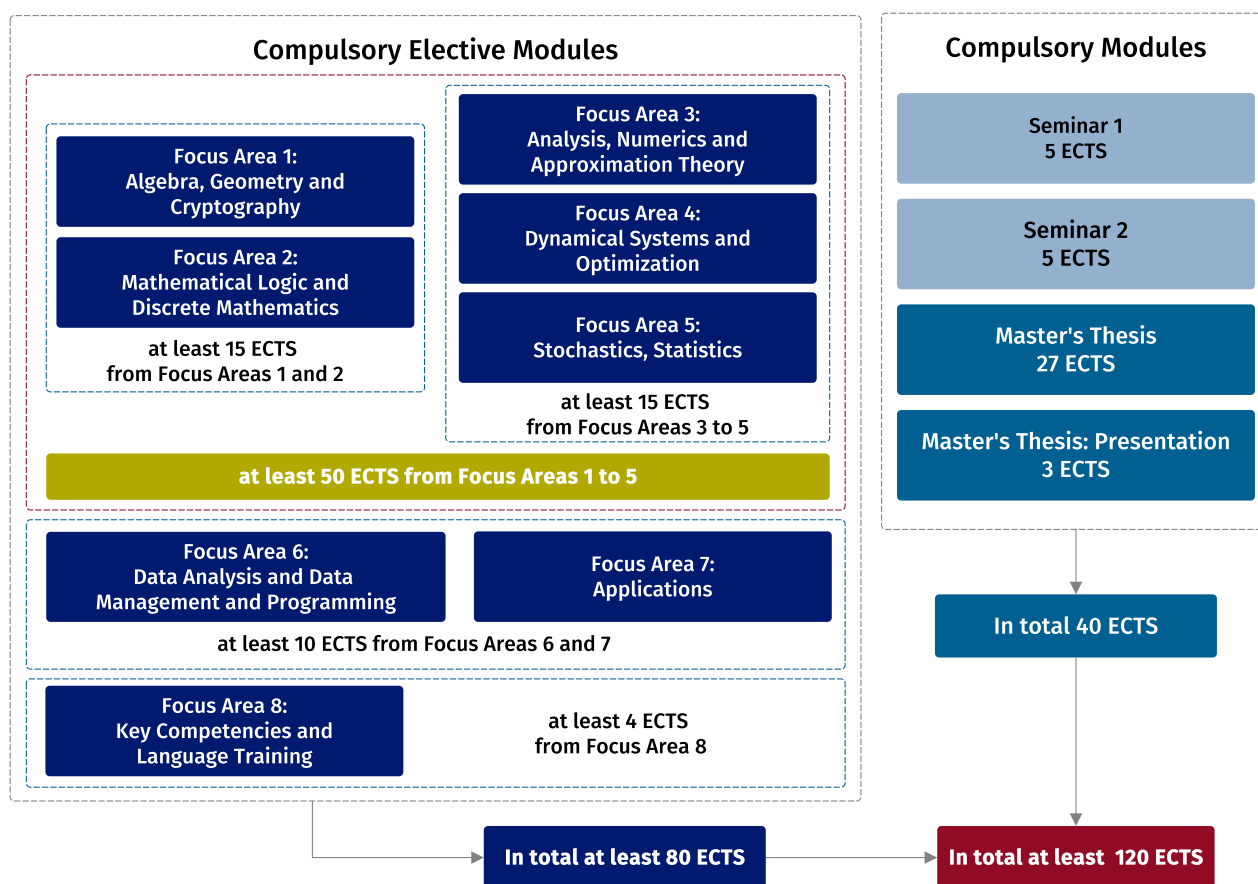 Compulsory Elective Modules
Focus Area 1:
Algebra, Geometry and
Cryptography
Focus Area 2:
Mathematical Logic and
Discrete Mathematics
at least 15 ECTS
from Focus Areas 1 and 2
Focus Area 3:
Analysis, Numerics and
Approximation Theory
Focus Area 4:
Dynamical Systems and
Optimization
Focus Area 5:
Stochastics, Statistics
at least 15 ECTS
from Focus Areas 3 to 5
at least 50 ECTS from Focus Areas 1 to 5
Focus Area 6:
Data Analysis and Data
Management and Programming
Focus Area 7:
Applications
at least 10 ECTS from Focus Areas 6 and 7
Focus Area 8:
Key Competencies and
Language Training
at least 4 ECTS
from Focus Area 8
In total at least 80 ECTS
Compulsory Modules
Seminar 1
5 ECTS
Seminar 2
5 ECTS
Master's Thesis
27 ECTS
Master's Thesis: Presentation
3 ECTS
In total 40 ECTS
In total at least 120 ECTS